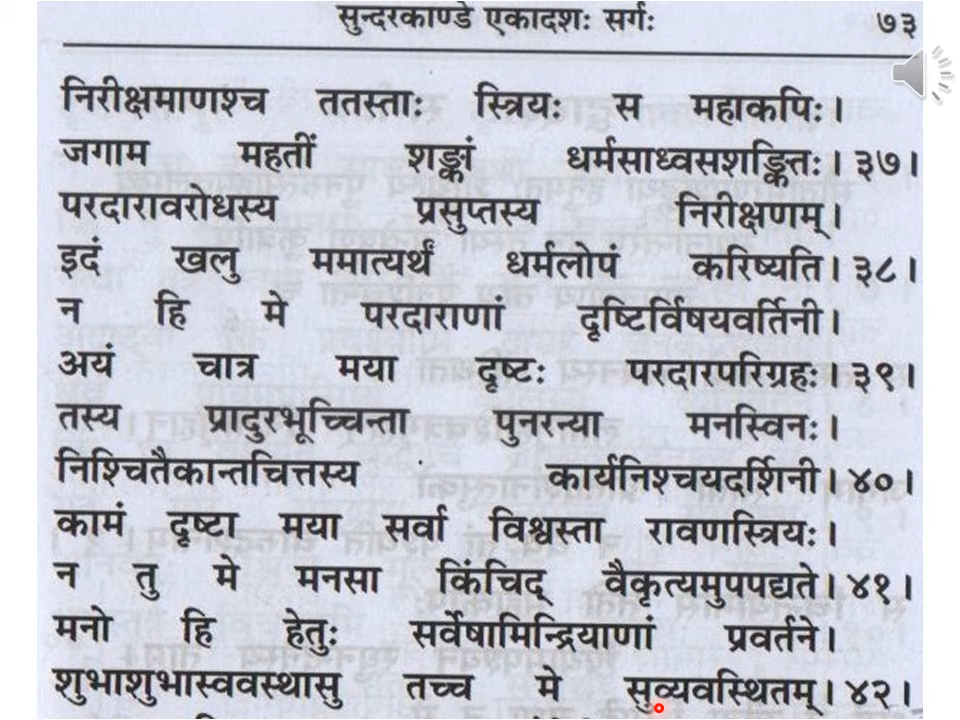 सुन्दरकाण्डे एकादशः सर्गः ७३
निरीक्षमाणश्च ततस्ताः स्त्रियः स महाकपिः।
जगाम महतीं शङ्कां धर्मसाध्वसशङ्कितः। ३७।
परदारावरोधस्य प्रसुप्तस्य निरीक्षणम्।
इदं खलु ममात्यर्थं धर्मलोपं करिष्यति। ३८।
न हि मे परदाराणां दृष्टिर्विषयवर्तिनी।
अयं चात्र मया दृष्टः परदारपरिग्रहः। ३९।
तस्य प्रादुरभूच्चिन्ता पुनरन्या मनस्विनः।
निश्चितैकान्तचित्तस्य कार्यनिश्चयदर्शिनी। ४०।
कामं दृष्टा मया सर्वा विश्वस्ता रावणस्त्रियः।
न तु मे मनसा किंचिद् वैकृत्यमुपपद्यते। ४१।
मनो हि हेतुः सर्वेषामिन्द्रियाणां प्रवर्तने।
शुभाशुभास्ववस्थासु तच्च मे सुव्यवस्थितम्। ४२।